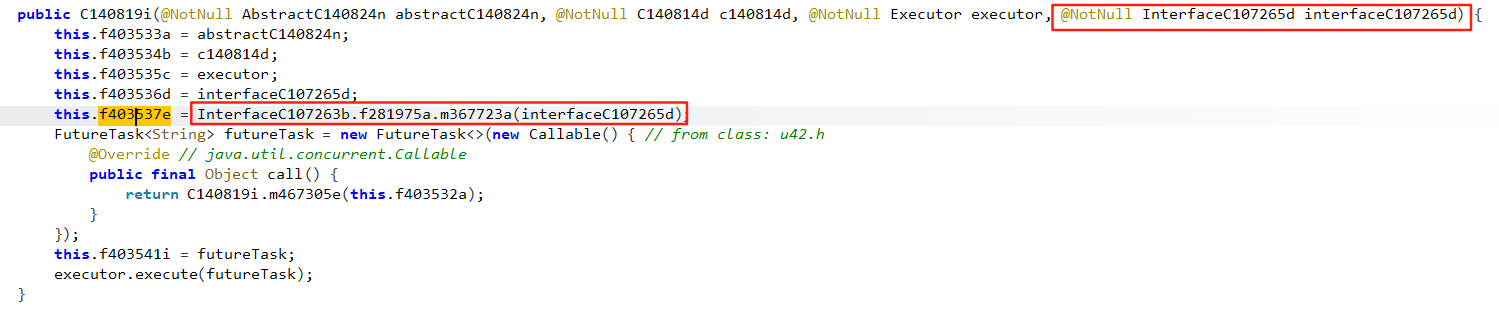 public C140819i(@NotNull AbstractC140824n abstractC140824n, @NotNull C140814d c140814d, @NotNull Executor executor, @NotNull InterfaceC107265d interfaceC107265d) {
    this.f403533a = abstractC140824n;
    this.f403534b = c140814d;
    this.f403535c = executor;
    this.f403536d = interfaceC107265d;
    this.f403537e = InterfaceC107263b.f281975a.m367723a(interfaceC107265d);
    FutureTask<String> futureTask = new FutureTask<>(new Callable() { // from class: u42.h
        @Override // java.util.concurrent.Callable
        public final Object call() {
            return C140819i.m467305e(this.f403532a);
        }
    });
    this.f403541i = futureTask;
    executor.execute(futureTask);
}